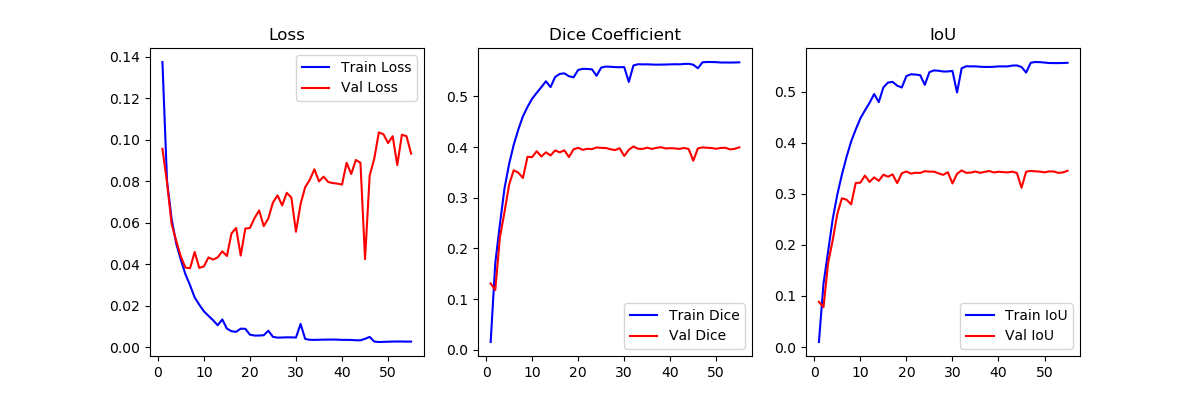 Loss
0.14
0.12
0.10
0.08
0.06
0.04
0.02
0.00
0 10 20 30 40 50
Train Loss
Val Loss
Dice Coefficient
0.5
0.4
0.3
0.2
0.1
0.0
0 10 20 30 40 50
Train Dice
Val Dice
IoU
0.5
0.4
0.3
0.2
0.1
0.0
0 10 20 30 40 50
Train IoU
Val IoU